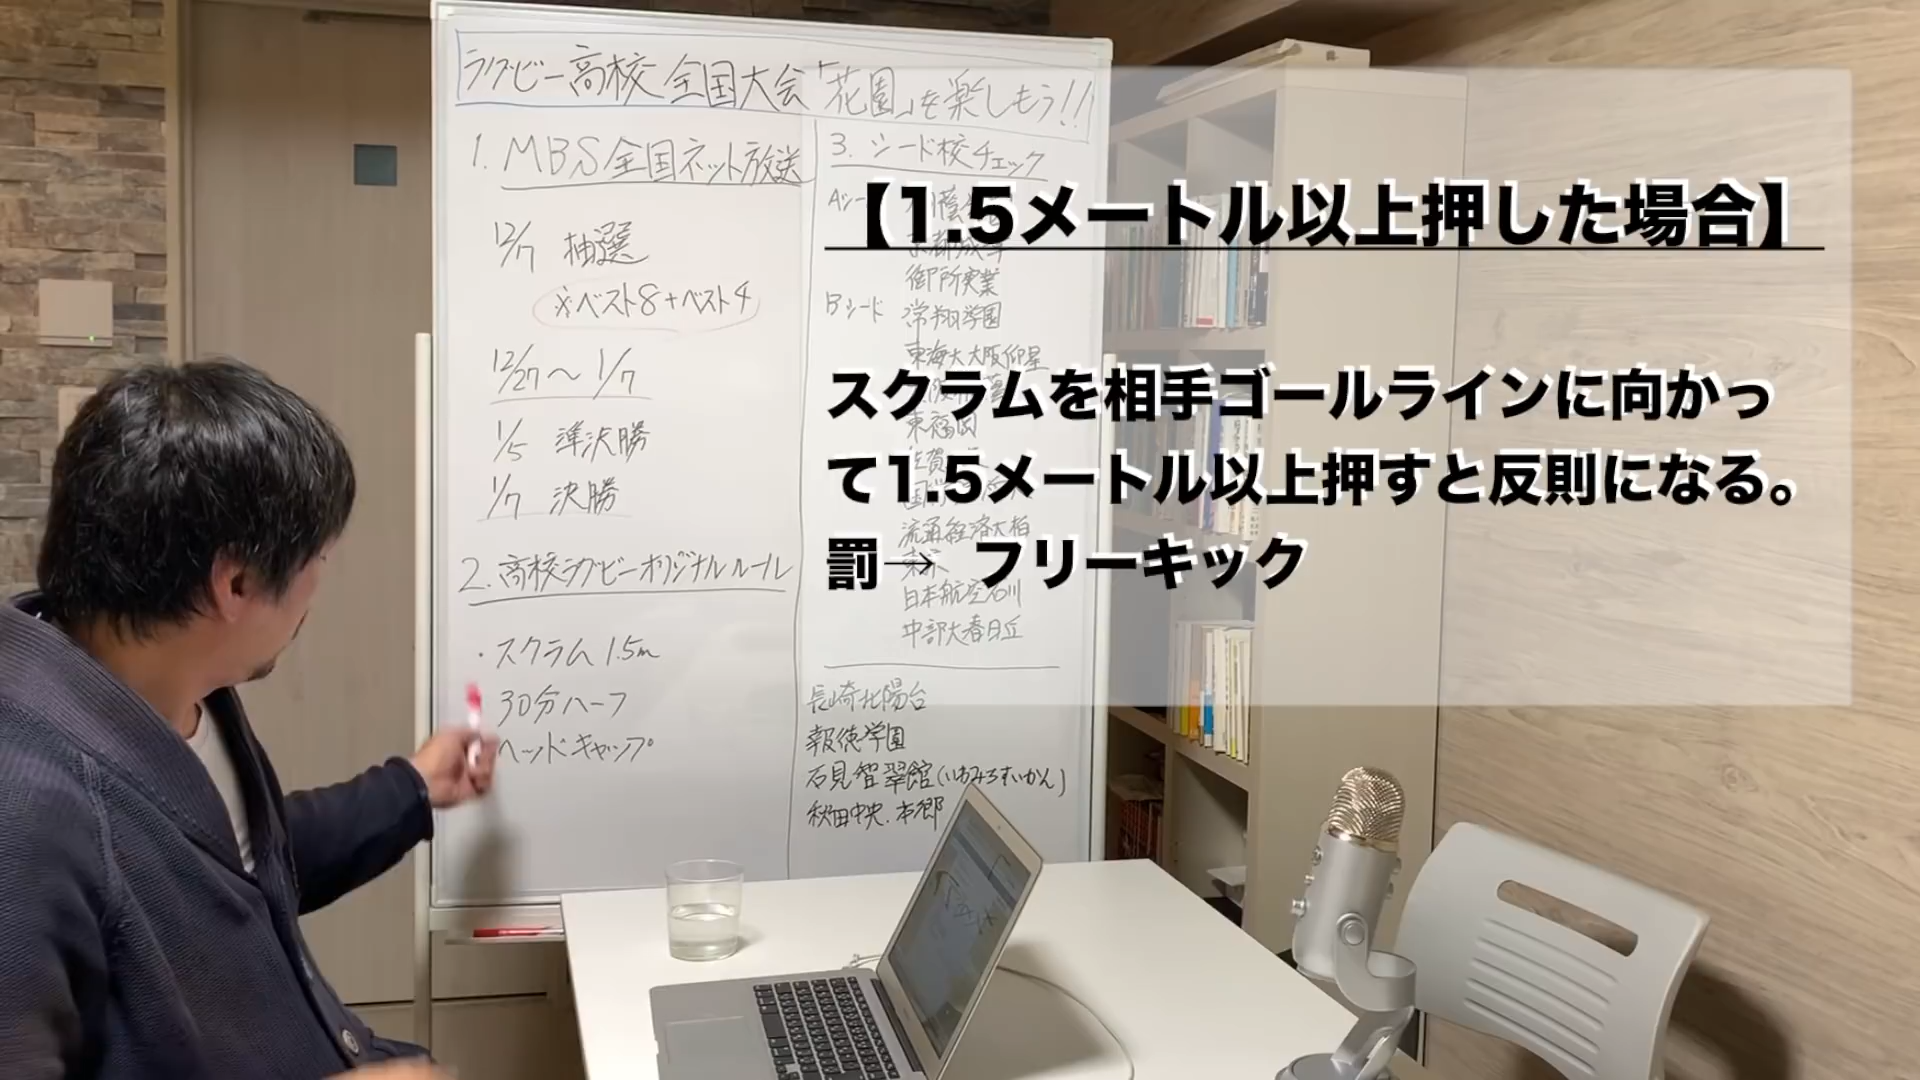 ラグビー高校全国大会「花園」を楽しもう!!
1. MBS全国ネット放送
12/7 抽選
※ベスト8+ベスト4
12/27〜1/7
1/5 準決勝
1/7 決勝
2. 高校ラグビーオリジナルルール
・スクラム 1.5m
30分ハーフ
ヘッドキャップ
3. シード校チェック
Aシー
御所実業
Bシード 常翔学園
東海大大阪仰星
東福岡
流通経済大柏
日本航空石川
中部大春日丘
長崎北陽台
報徳学園
石見智翠館(いわみちすいかん)
秋田中央. 本郷
【1.5メートル以上押した場合】
スクラムを相手ゴールラインに向かっ
て1.5メートル以上押すと反則になる。
罰→ フリーキック